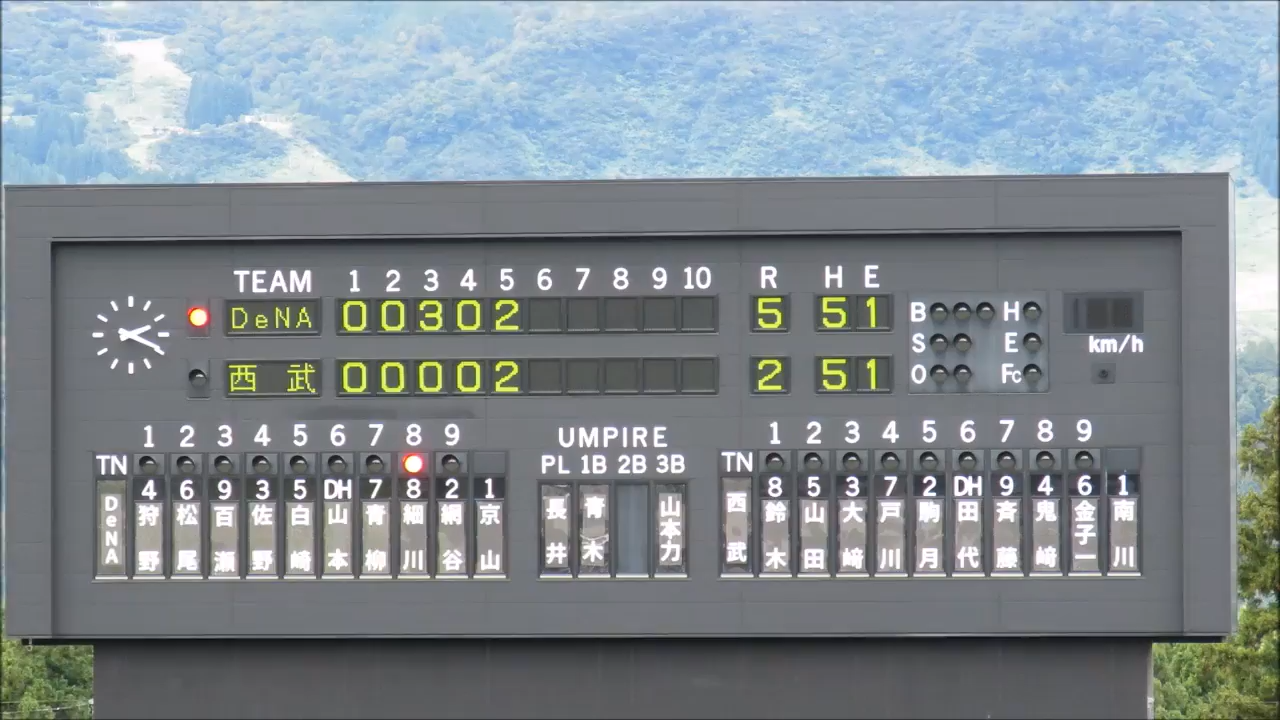 TEAM 1 2 3 4 5 6 7 8 9 10 R H E
DeNA 0 0 3 0 2 5 5 1
B H
S E
O Fc
km/h
西 武 0 0 0 0 2 2 5 1
1 2 3 4 5 6 7 8 9
TN
4 6 9 3 5 DH 7 8 2 1
DeNA
狩野
松尾
百瀬
佐野
白崎
山本
青柳
細川
網谷
京山
UMPIRE
PL 1B 2B 3B
長井
青木
山本力
1 2 3 4 5 6 7 8 9
TN
8 5 3 7 2 DH 9 4 6 1
西武
鈴木
山田
大﨑
戸川
駒月
田代
斉藤
鬼﨑
金子一
南川